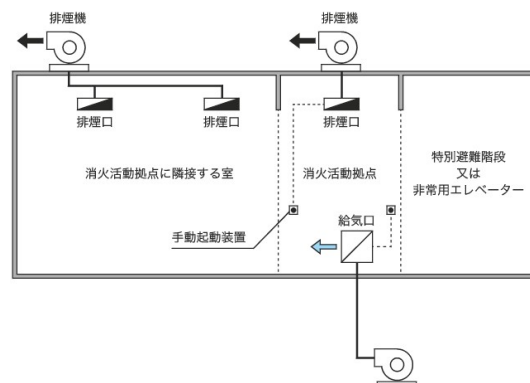 排煙機
排煙機
排煙口
排煙口
排煙口
消火活動拠点に隣接する室
消火活動拠点
特別避難階段
又は
非常用エレベーター
手動起動装置
給気口